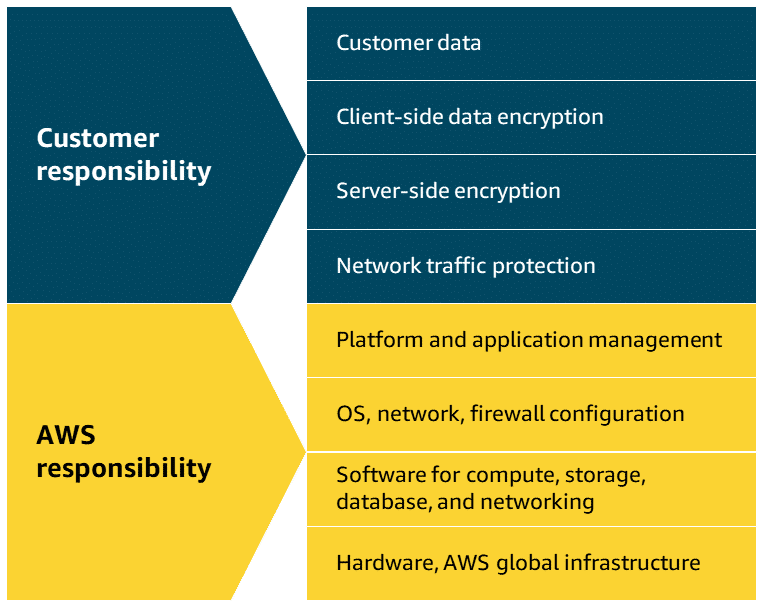 Customer
responsibility
Customer data
Client-side data encryption
Server-side encryption
Network traffic protection
AWS
responsibility
Platform and application management
OS, network, firewall configuration
Software for compute, storage,
database, and networking
Hardware, AWS global infrastructure